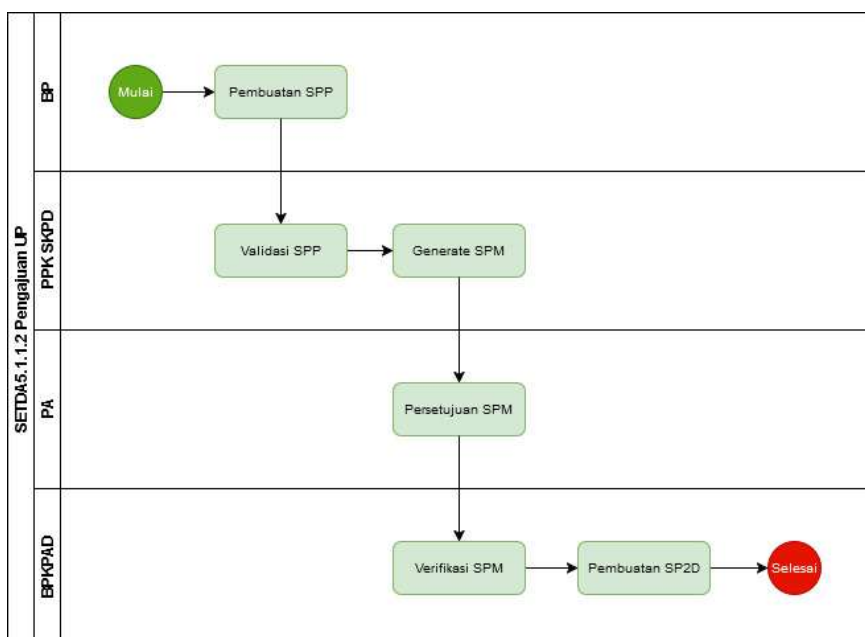 SETDA5.1.1.2 Pengajuan UP
BP
Mulai
Pembuatan SPP
PPK SKPD
Validasi SPP
Generate SPM
PA
Persetujuan SPM
BPKPAD
Verifikasi SPM
Pembuatan SP2D
Selesai